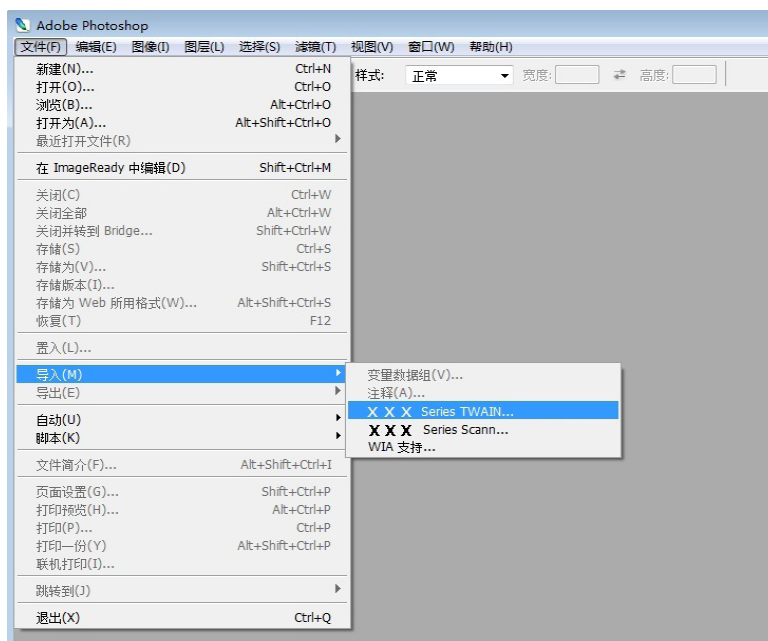 Adobe Photoshop
文件(F) 编辑(E) 图像(I) 图层(L) 选择(S) 滤镜(T) 视图(V) 窗口(W) 帮助(H)
样式: 正常 宽度: 高度:
新建(N)... Ctrl+N
打开(O)... Ctrl+O
浏览(B)... Alt+Ctrl+O
打开为(A)... Alt+Shift+Ctrl+O
最近打开文件(R)
在 ImageReady 中编辑(D) Shift+Ctrl+M
关闭(C) Ctrl+W
关闭全部 Alt+Ctrl+W
关闭并转到 Bridge... Shift+Ctrl+W
存储(S) Ctrl+S
存储为(V)... Shift+Ctrl+S
存储版本(I)...
存储为 Web 所用格式(W)... Alt+Shift+Ctrl+S
恢复(T) F12
置入(L)...
导入(M)
导出(E)
变量数据组(V)...
注释(A)...
X X X Series TWAIN...
X X X Series Scann...
WIA 支持...
自动(U)
脚本(K)
文件简介(F)... Alt+Shift+Ctrl+I
页面设置(G)... Shift+Ctrl+P
打印预览(H)... Alt+Ctrl+P
打印(P)... Ctrl+P
打印一份(Y) Alt+Shift+Ctrl+P
联机打印(I)...
跳转到(J)
退出(X) Ctrl+Q